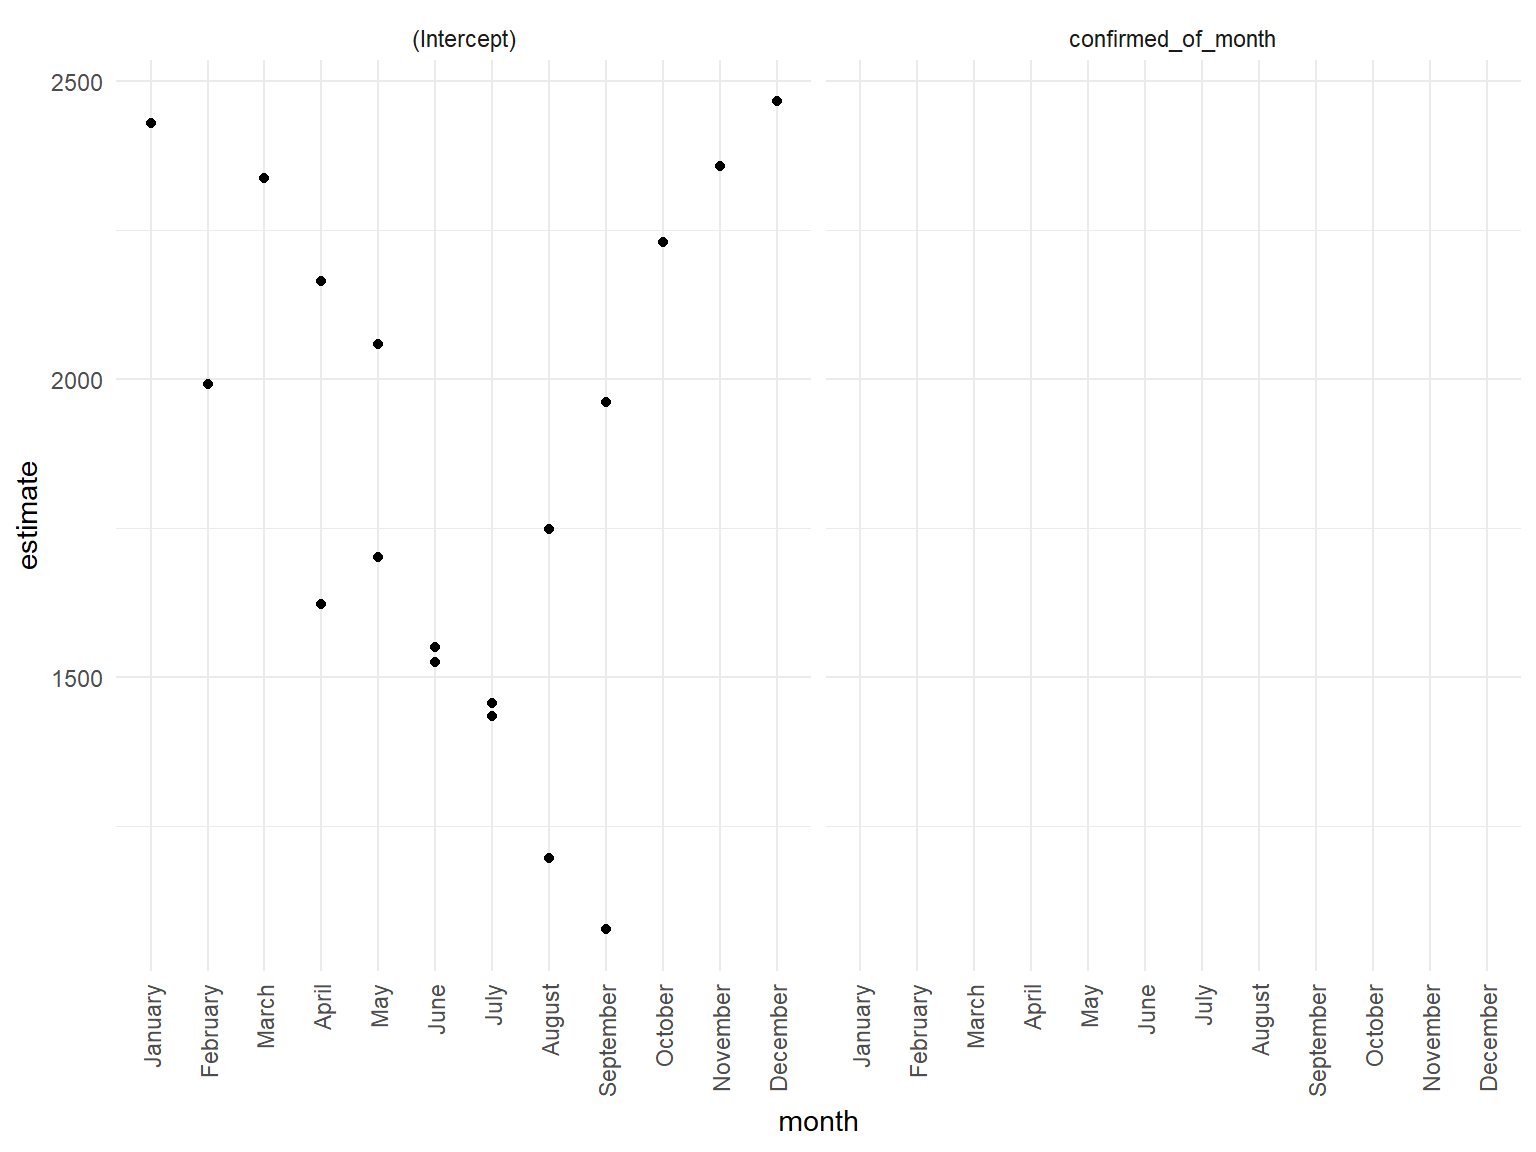 (Intercept)
confirmed_of_month
2500
2000
1500
estimate
January
February
March
April
May
June
July
August
September
October
November
December
January
February
March
April
May
June
July
August
September
October
November
December
month